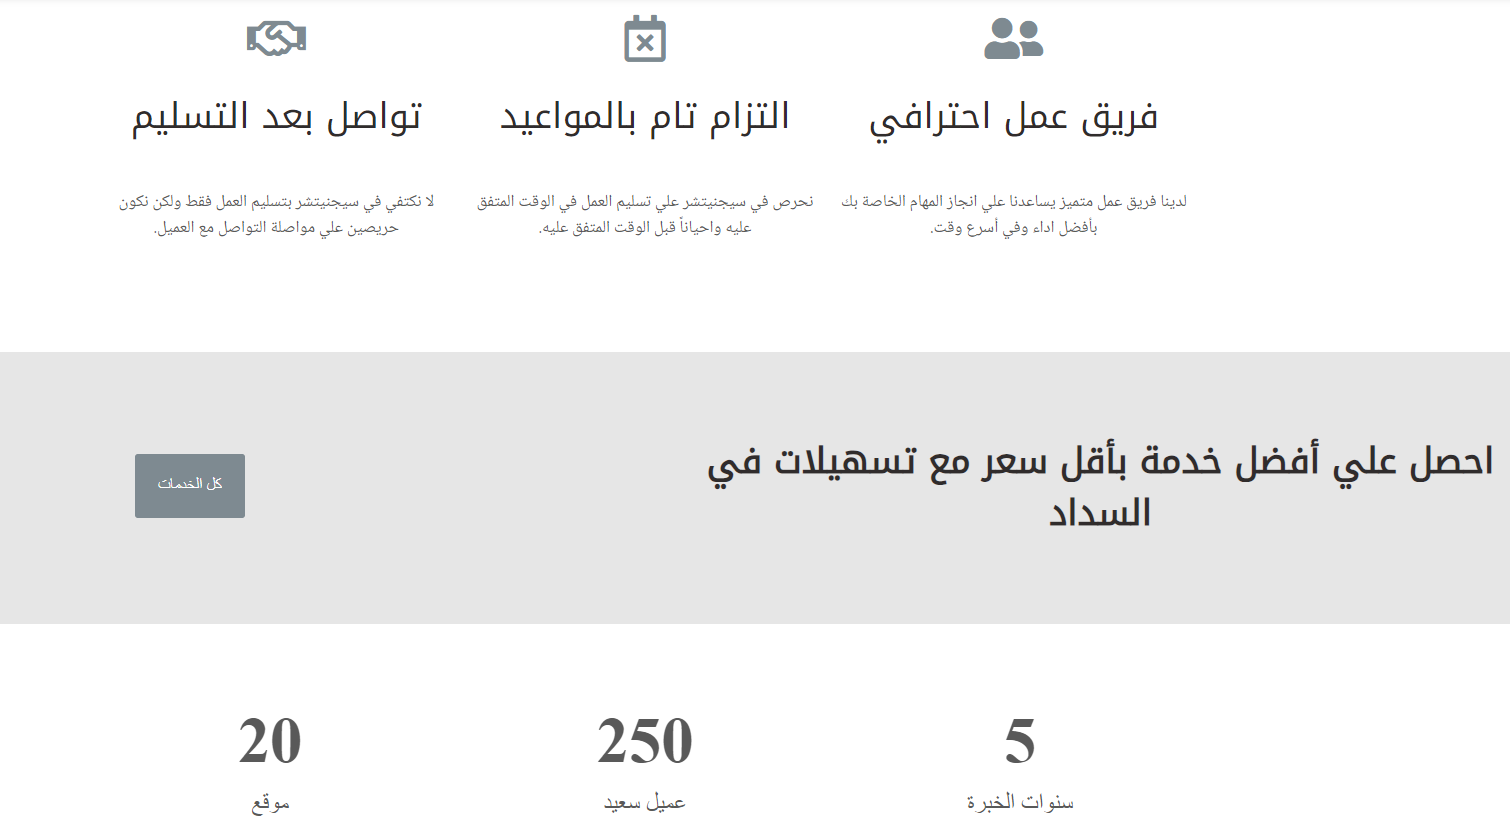 فريق عمل احترافي
لدينا فريق عمل متميز يساعدنا علي انجاز المهام الخاصة بك
بأفضل اداء وفي أسرع وقت.
التزام تام بالمواعيد
نحرص في سيجنيتشر علي تسليم العمل في الوقت المتفق
عليه واحياناً قبل الوقت المتفق عليه.
تواصل بعد التسليم
لا نكتفي في سيجنيتشر بتسليم العمل فقط ولكن نكون
حريصين علي مواصلة التواصل مع العميل.
احصل علي أفضل خدمة بأقل سعر مع تسهيلات في
السداد
كل الخدمات
5
سنوات الخبرة
250
عميل سعيد
20
موقع